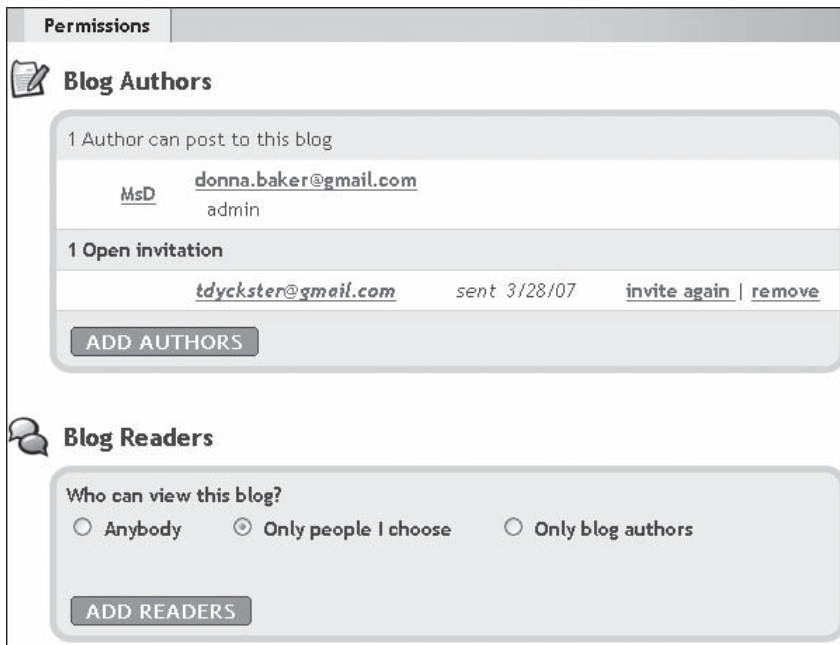 Permissions
Blog Authors
1 Author can post to this blog
MsD donna.baker@gmail.com
admin
1 Open invitation
tdyckster@gmail.com sent 3/28/07 invite again | remove
ADD AUTHORS
Blog Readers
Who can view this blog?
Anybody Only people I choose Only blog authors
ADD READERS